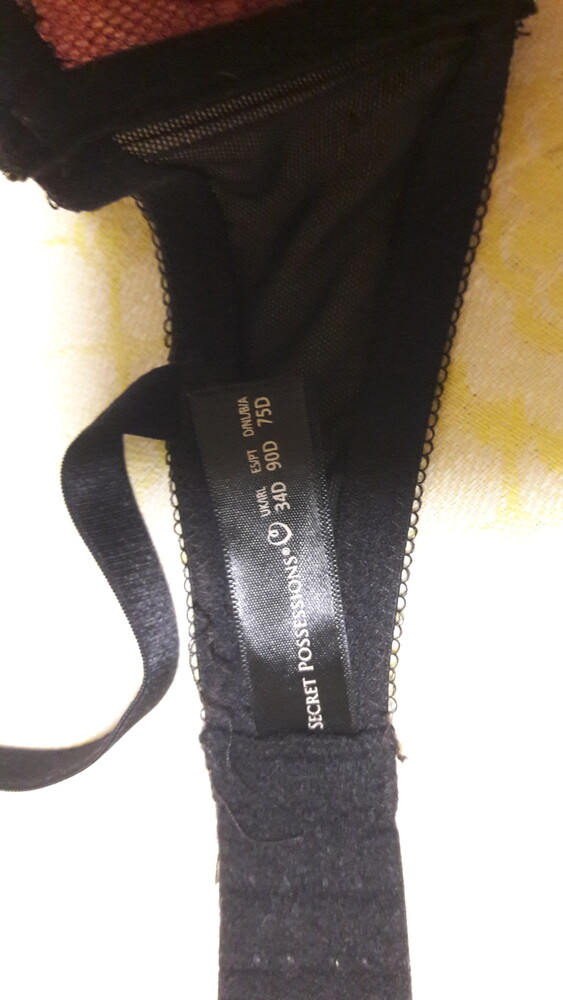 SECRET POSSESSIONS®
UK/IRL ES/PT D/NL/B/A
34D 90D 75D